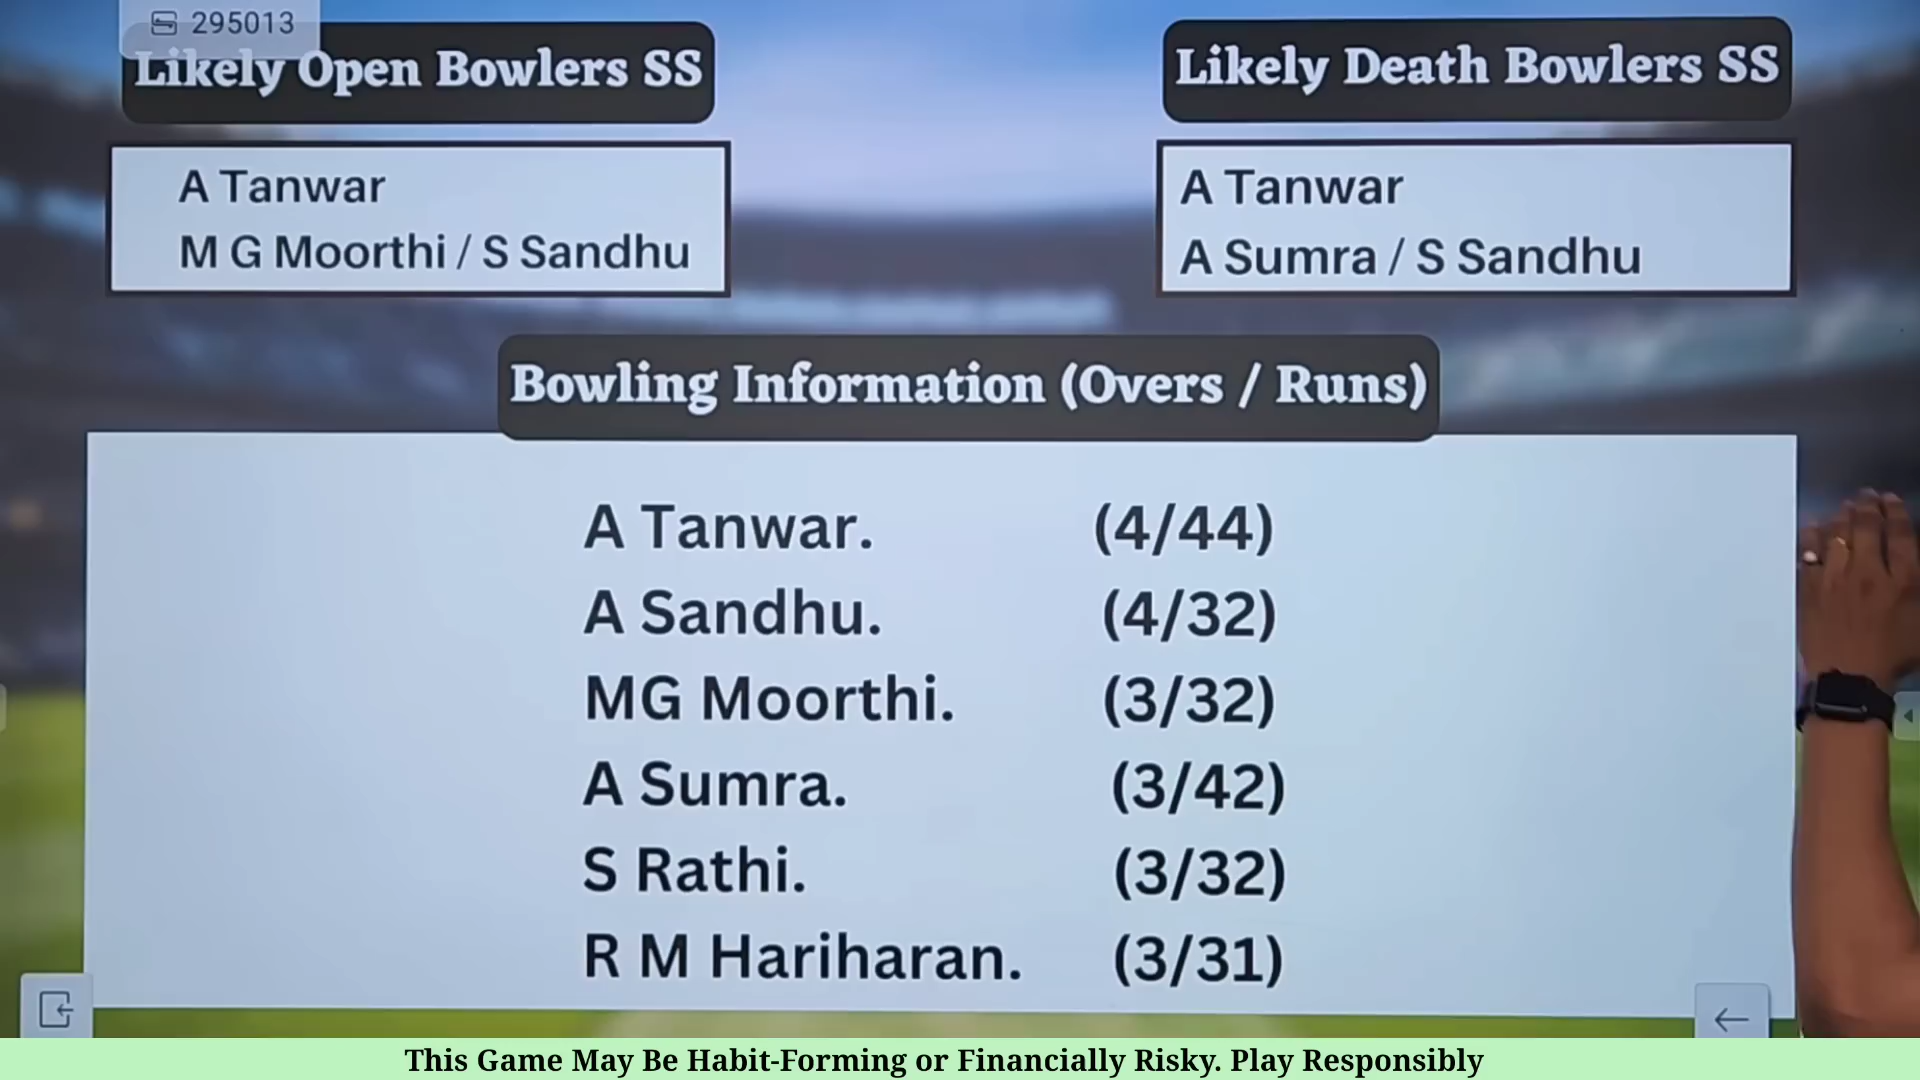 295013
Likely Open Bowlers SS
Likely Death Bowlers SS
A Tanwar
M G Moorthi / S Sandhu
A Tanwar
A Sumra / S Sandhu
Bowling Information (Overs / Runs)
A Tanwar. (4/44)
A Sandhu. (4/32)
MG Moorthi. (3/32)
A Sumra. (3/42)
S Rathi. (3/32)
R M Hariharan. (3/31)
This Game May Be Habit-Forming or Financially Risky. Play Responsibly